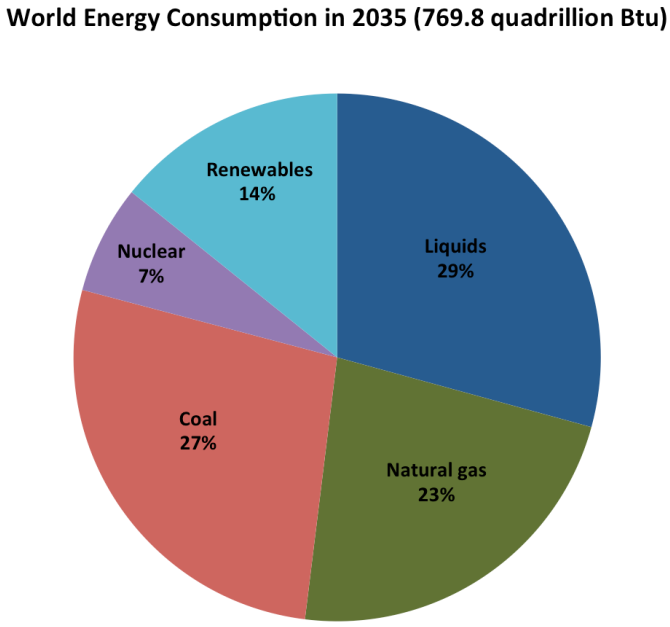 World Energy Consumption in 2035 (769.8 quadrillion Btu)
Renewables
14%
Liquids
29%
Nuclear
7%
Coal
27%
Natural gas
23%